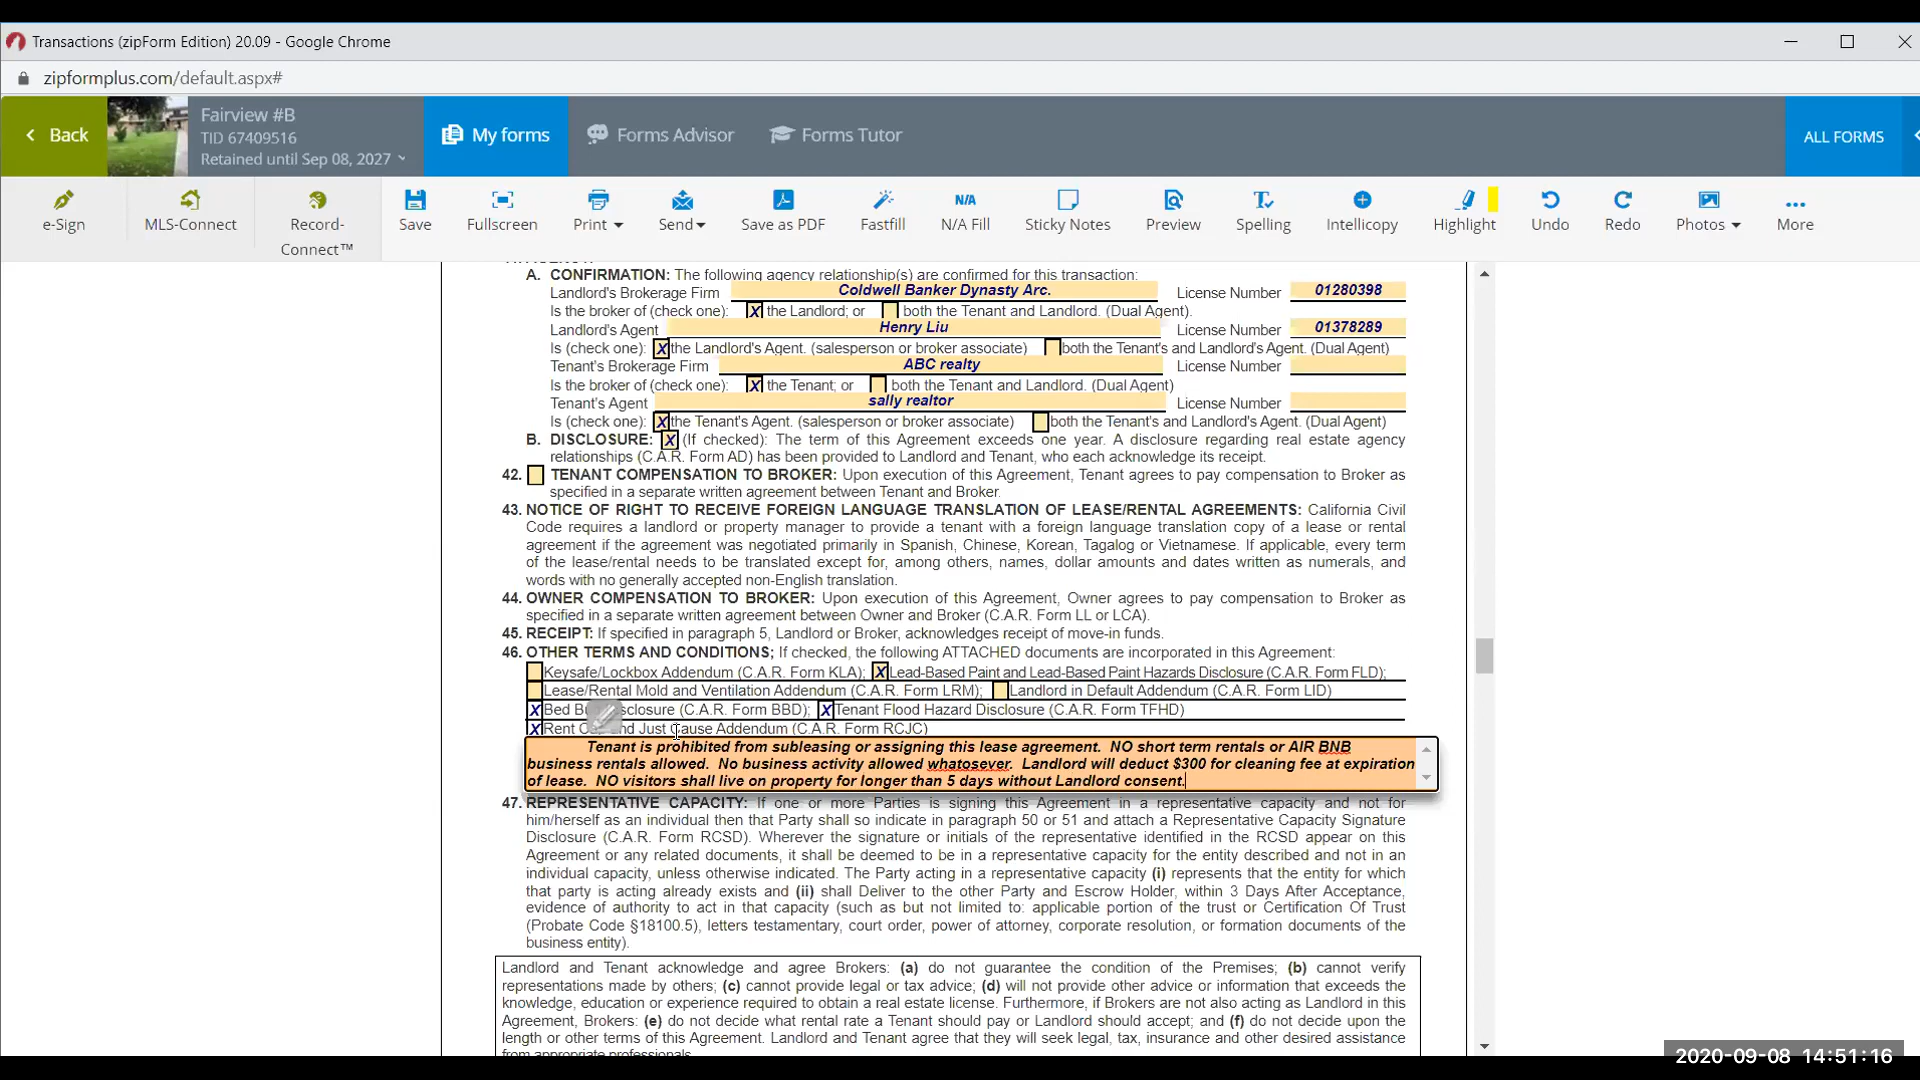 Transactions (zipForm Edition) 20.09 - Google Chrome
zipformplus.com/default.aspx#
Back
Fairview #B
TID 67409516
Retained until Sep 08, 2027
My forms
Forms Advisor
Forms Tutor
ALL FORMS
e-Sign
MLS-Connect
Record-
Connect™
Save
Fullscreen
Print
Send
Save as PDF
Fastfill
N/A
N/A Fill
Sticky Notes
Preview
Spelling
Intellicopy
Highlight
Undo
Redo
Photos
More
A. CONFIRMATION: The following agency relationship(s) are confirmed for this transaction:
Landlord's Brokerage Firm Coldwell Banker Dynasty Arc. License Number 01280398
Is the broker of (check one): X the Landlord; or both the Tenant and Landlord. (Dual Agent).
Landlord's Agent Henry Liu License Number 01378289
Is (check one): X the Landlord's Agent. (salesperson or broker associate) both the Tenant's and Landlord's Agent. (Dual Agent)
Tenant's Brokerage Firm ABC realty License Number
Is the broker of (check one): X the Tenant; or both the Tenant and Landlord. (Dual Agent)
Tenant's Agent sally realtor License Number
Is (check one): X the Tenant's Agent. (salesperson or broker associate) both the Tenant's and Landlord's Agent. (Dual Agent)
B. DISCLOSURE: X (If checked): The term of this Agreement exceeds one year. A disclosure regarding real estate agency
relationships (C.A.R. Form AD) has been provided to Landlord and Tenant, who each acknowledge its receipt.
42. TENANT COMPENSATION TO BROKER: Upon execution of this Agreement, Tenant agrees to pay compensation to Broker as
specified in a separate written agreement between Tenant and Broker.
43. NOTICE OF RIGHT TO RECEIVE FOREIGN LANGUAGE TRANSLATION OF LEASE/RENTAL AGREEMENTS: California Civil
Code requires a landlord or property manager to provide a tenant with a foreign language translation copy of a lease or rental
agreement if the agreement was negotiated primarily in Spanish, Chinese, Korean, Tagalog or Vietnamese. If applicable, every term
of the lease/rental needs to be translated except for, among others, names, dollar amounts and dates written as numerals, and
words with no generally accepted non-English translation.
44. OWNER COMPENSATION TO BROKER: Upon execution of this Agreement, Owner agrees to pay compensation to Broker as
specified in a separate written agreement between Owner and Broker (C.A.R. Form LL or LCA).
45. RECEIPT: If specified in paragraph 5, Landlord or Broker, acknowledges receipt of move-in funds.
46. OTHER TERMS AND CONDITIONS; If checked, the following ATTACHED documents are incorporated in this Agreement:
Keysafe/Lockbox Addendum (C.A.R. Form KLA); X Lead-Based Paint and Lead-Based Paint Hazards Disclosure (C.A.R. Form FLD);
Lease/Rental Mold and Ventilation Addendum (C.A.R. Form LRM); Landlord in Default Addendum (C.A.R. Form LID)
X Bed Disclosure (C.A.R. Form BBD); X Tenant Flood Hazard Disclosure (C.A.R. Form TFHD)
X Rent and Just Cause Addendum (C.A.R. Form RCJC)
Tenant is prohibited from subleasing or assigning this lease agreement. NO short term rentals or AIR BNB
business rentals allowed. No business activity allowed whatosever. Landlord will deduct $300 for cleaning fee at expiration
of lease. NO visitors shall live on property for longer than 5 days without Landlord consent.
47. REPRESENTATIVE CAPACITY: If one or more Parties is signing this Agreement in a representative capacity and not for
him/herself as an individual then that Party shall so indicate in paragraph 50 or 51 and attach a Representative Capacity Signature
Disclosure (C.A.R. Form RCSD). Wherever the signature or initials of the representative identified in the RCSD appear on this
Agreement or any related documents, it shall be deemed to be in a representative capacity for the entity described and not in an
individual capacity, unless otherwise indicated. The Party acting in a representative capacity (i) represents that the entity for which
that party is acting already exists and (ii) shall Deliver to the other Party and Escrow Holder, within 3 Days After Acceptance,
evidence of authority to act in that capacity (such as but not limited to: applicable portion of the trust or Certification Of Trust
(Probate Code §18100.5), letters testamentary, court order, power of attorney, corporate resolution, or formation documents of the
business entity).
Landlord and Tenant acknowledge and agree Brokers: (a) do not guarantee the condition of the Premises; (b) cannot verify
representations made by others; (c) cannot provide legal or tax advice; (d) will not provide other advice or information that exceeds the
knowledge, education or experience required to obtain a real estate license. Furthermore, if Brokers are not also acting as Landlord in this
Agreement, Brokers: (e) do not decide what rental rate a Tenant should pay or Landlord should accept; and (f) do not decide upon the
length or other terms of this Agreement. Landlord and Tenant agree that they will seek legal, tax, insurance and other desired assistance
from appropriate professionals.
2020-09-08 14:51:16